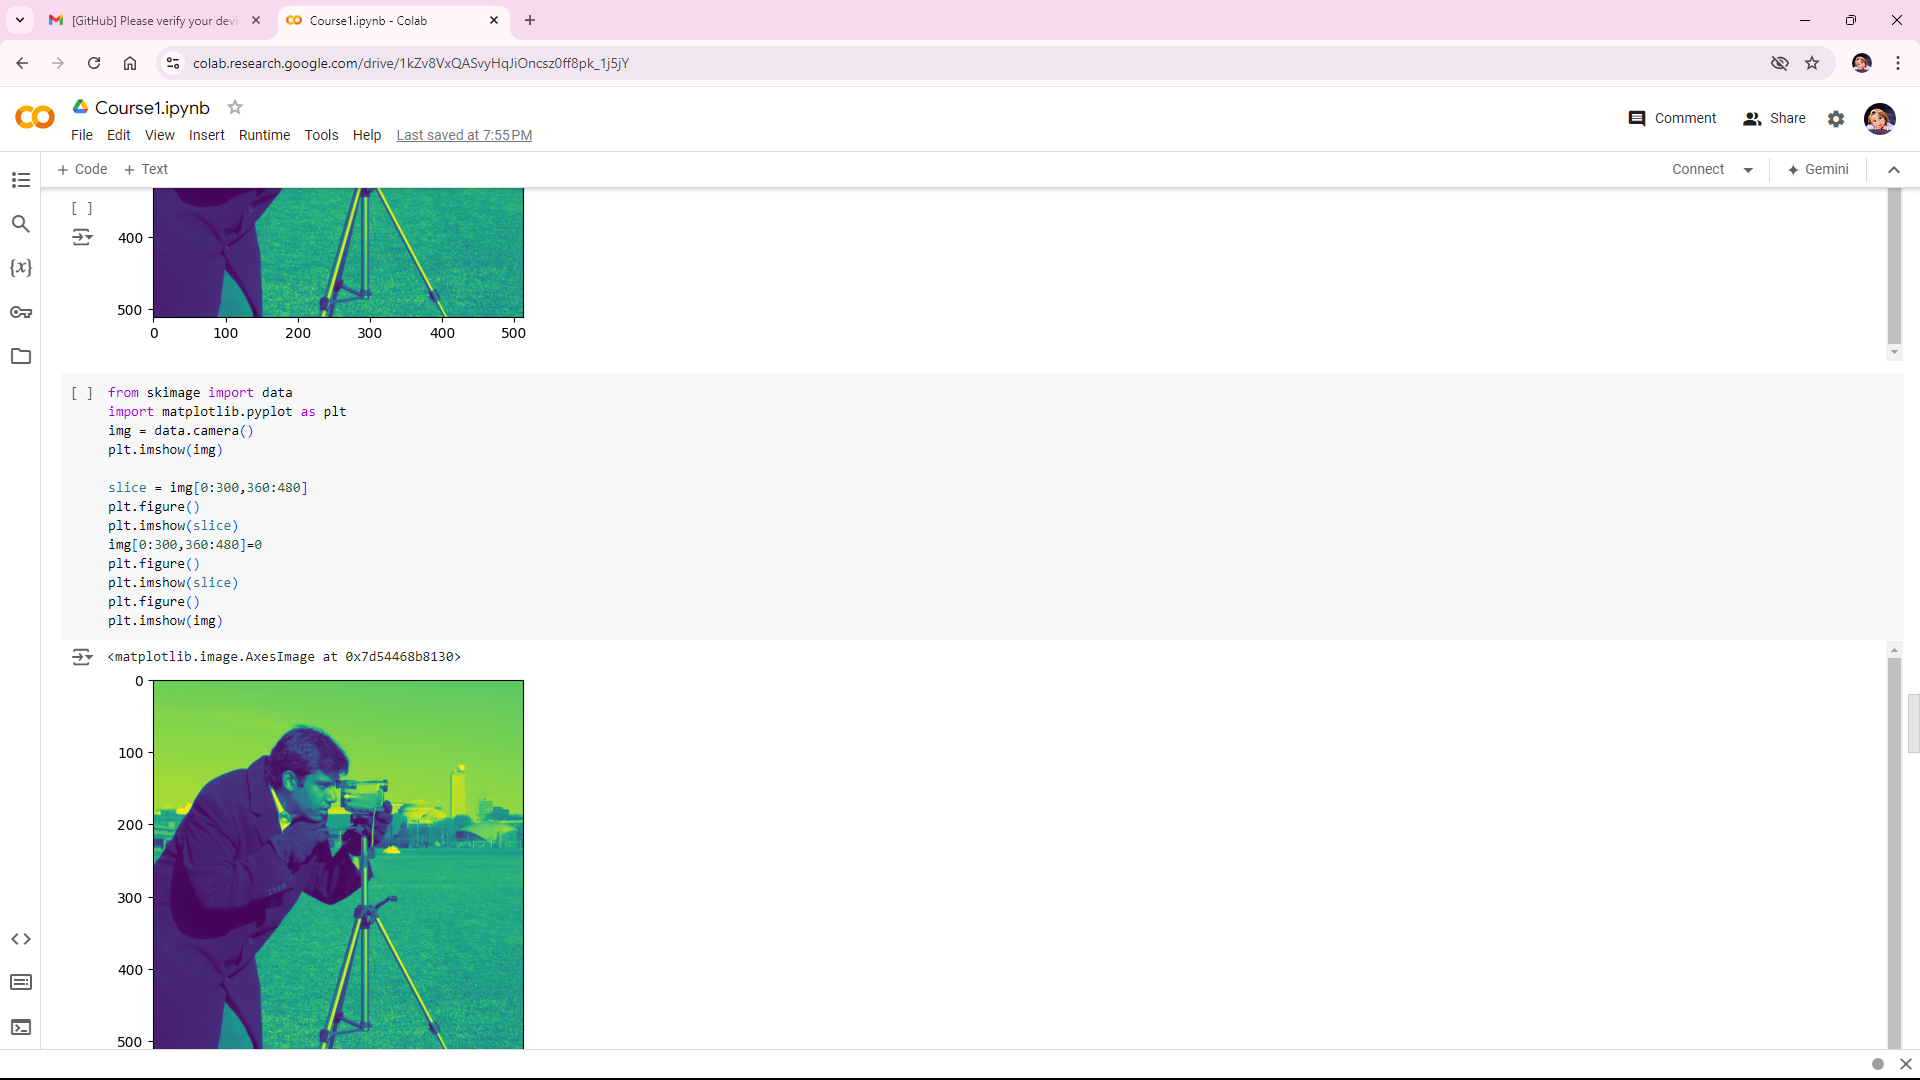 [GitHub] Please verify your devi
Course1.ipynb - Colab
colab.research.google.com/drive/1kZv8VxQASvyHqJiOncsz0ff8pk_1j5jY
CO
Course1.ipynb
File Edit View Insert Runtime Tools Help Last saved at 7:55 PM
Comment Share
+ Code + Text
Connect Gemini
[ ]
400
500
0 100 200 300 400 500
[ ] from skimage import data
import matplotlib.pyplot as plt
img = data.camera()
plt.imshow(img)
slice = img[0:300,360:480]
plt.figure()
plt.imshow(slice)
img[0:300,360:480]=0
plt.figure()
plt.imshow(slice)
plt.figure()
plt.imshow(img)
<matplotlib.image.AxesImage at 0x7d54468b8130>
0
100
200
300
400
500
{x}